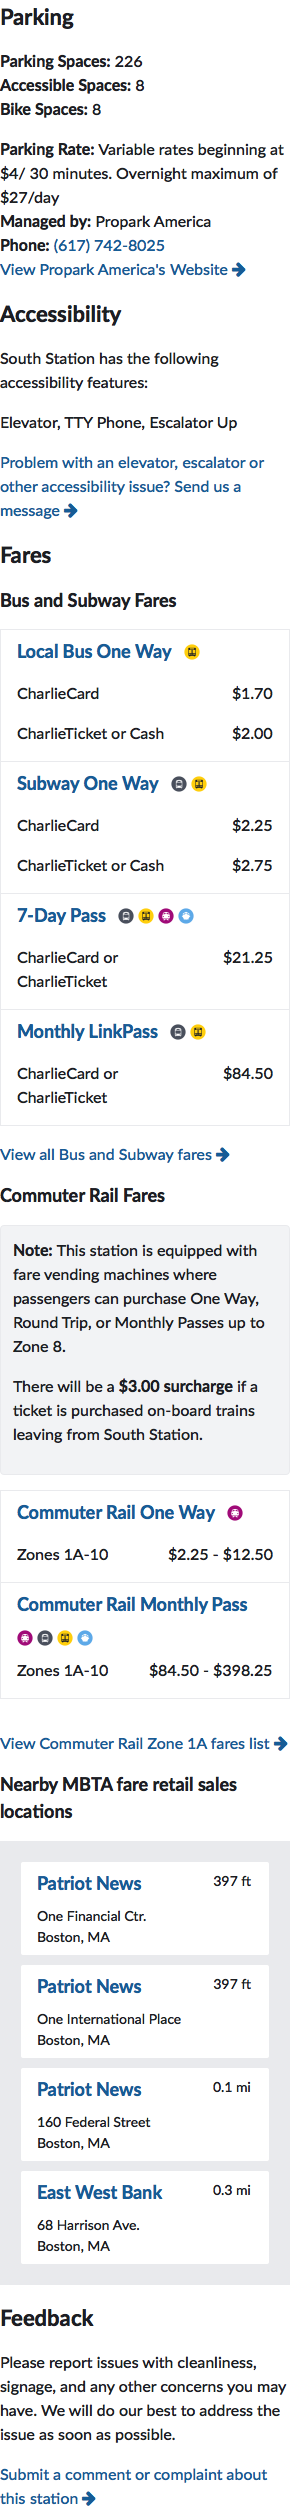 Parking
Parking Spaces: 226
Accessible Spaces: 8
Bike Spaces: 8
Parking Rate: Variable rates beginning at
$4/ 30 minutes. Overnight maximum of
$27/day
Managed by: Propark America
Phone: (617) 742-8025
View Propark America's Website
Accessibility
South Station has the following
accessibility features:
Elevator, TTY Phone, Escalator Up
Problem with an elevator, escalator or
other accessibility issue? Send us a
message
Fares
Bus and Subway Fares
Local Bus One Way
CharlieCard $1.70
CharlieTicket or Cash $2.00
Subway One Way
CharlieCard $2.25
CharlieTicket or Cash $2.75
7-Day Pass
CharlieCard or $21.25
CharlieTicket
Monthly LinkPass
CharlieCard or $84.50
CharlieTicket
View all Bus and Subway fares
Commuter Rail Fares
Note: This station is equipped with
fare vending machines where
passengers can purchase One Way,
Round Trip, or Monthly Passes up to
Zone 8.
There will be a $3.00 surcharge if a
ticket is purchased on-board trains
leaving from South Station.
Commuter Rail One Way
Zones 1A-10 $2.25 - $12.50
Commuter Rail Monthly Pass
Zones 1A-10 $84.50 - $398.25
View Commuter Rail Zone 1A fares list
Nearby MBTA fare retail sales
locations
Patriot News 397 ft
One Financial Ctr.
Boston, MA
Patriot News 397 ft
One International Place
Boston, MA
Patriot News 0.1 mi
160 Federal Street
Boston, MA
East West Bank 0.3 mi
68 Harrison Ave.
Boston, MA
Feedback
Please report issues with cleanliness,
signage, and any other concerns you may
have. We will do our best to address the
issue as soon as possible.
Submit a comment or complaint about
this station